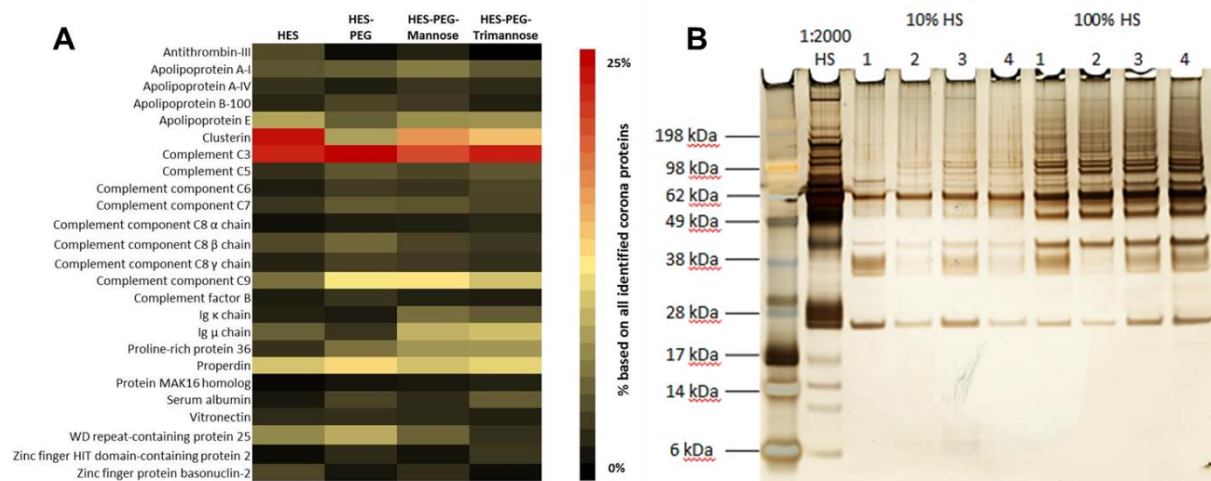 A
HES
HES-
PEG
HES-PEG-
Mannose
HES-PEG-
Trimannose
Antithrombin-III
Apolipoprotein A-I
Apolipoprotein A-IV
Apolipoprotein B-100
Apolipoprotein E
Clusterin
Complement C3
Complement C5
Complement component C6
Complement component C7
Complement component C8 α chain
Complement component C8 β chain
Complement component C8 γ chain
Complement component C9
Complement factor B
Ig κ chain
Ig μ chain
Proline-rich protein 36
Properdin
Protein MAK16 homolog
Serum albumin
Vitronectin
WD repeat-containing protein 25
Zinc finger HIT domain-containing protein 2
Zinc finger protein basonuclin-2
25%
% based on all identified corona proteins
0%
B
10% HS 100% HS
1:2000
HS 1 2 3 4 1 2 3 4
198 kDa
98 kDa
62 kDa
49 kDa
38 kDa
28 kDa
17 kDa
14 kDa
6 kDa